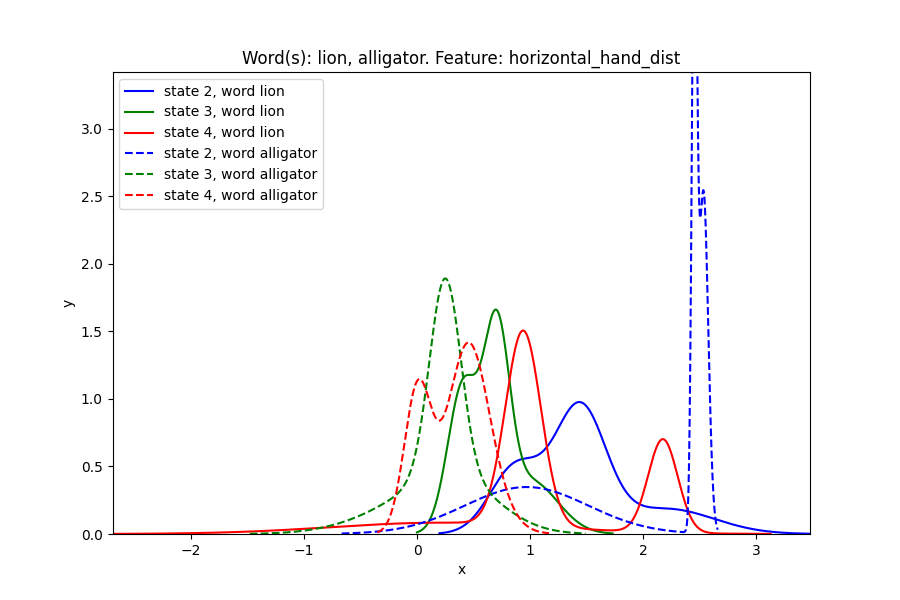 Word(s): lion, alligator. Feature: horizontal_hand_dist
state 2, word lion
state 3, word lion
state 4, word lion
state 2, word alligator
state 3, word alligator
state 4, word alligator
3.0
2.5
2.0
1.5
1.0
0.5
0.0
y
−2 −1 0 1 2 3
x